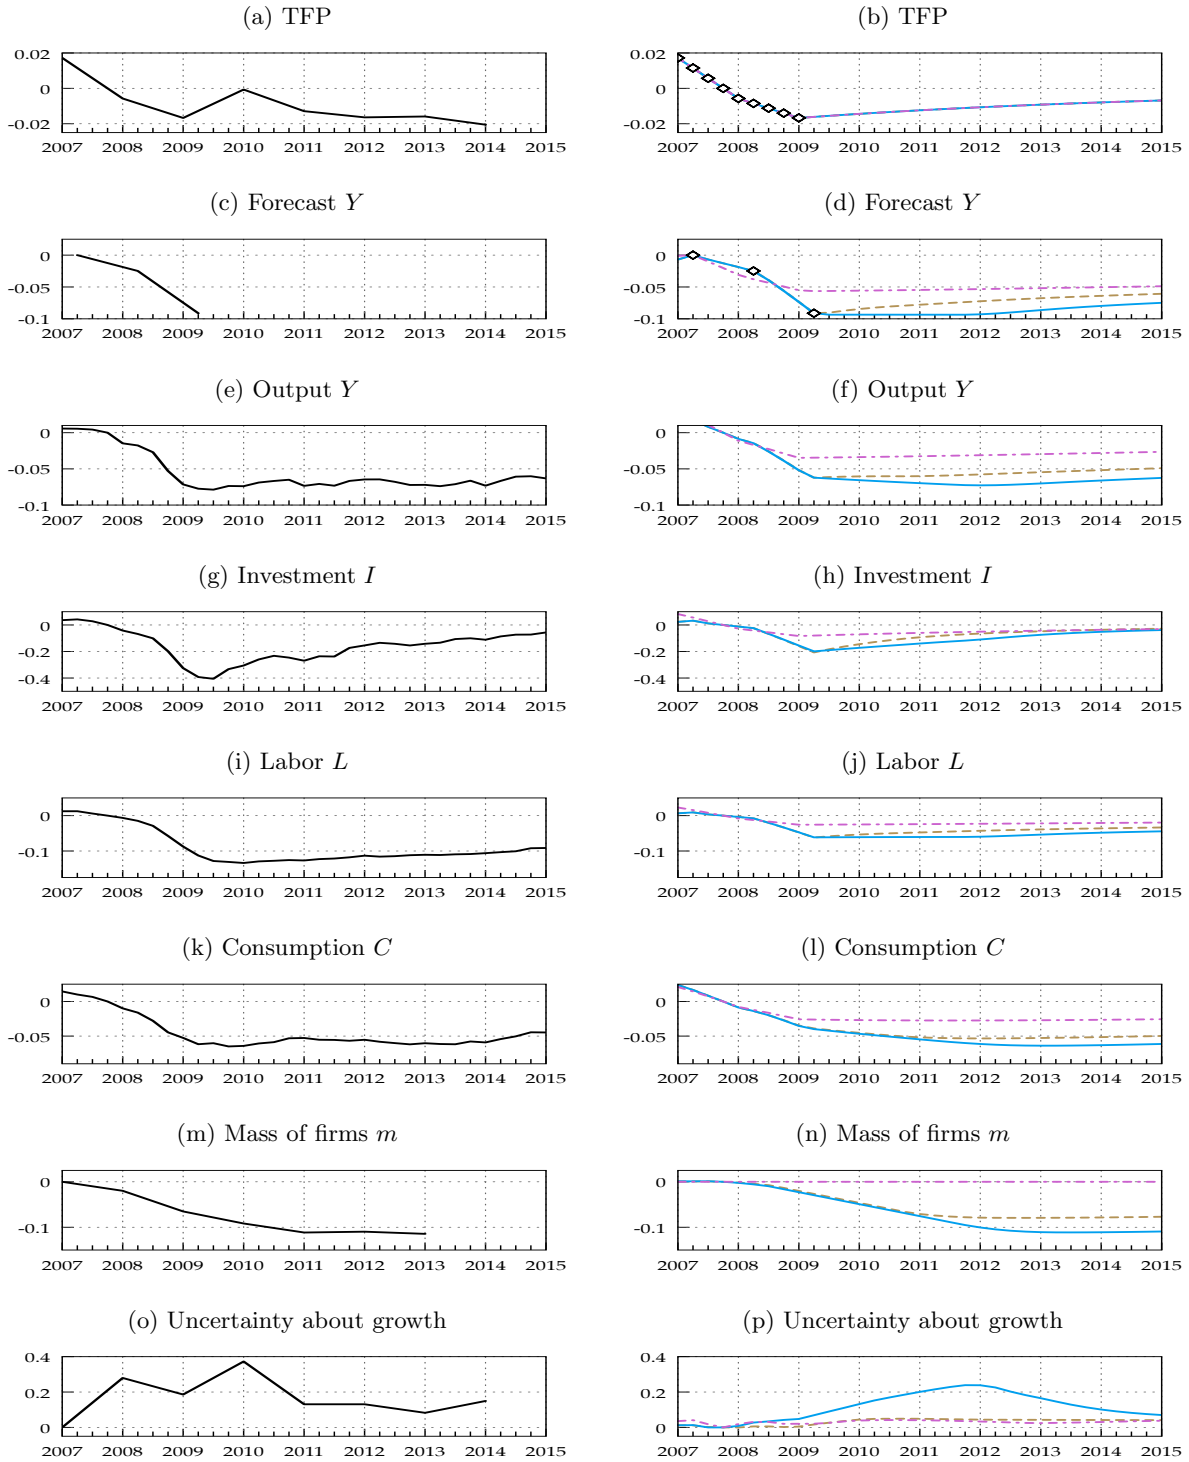 (a) TFP
0.02
0
-0.02
2007 2008 2009 2010 2011 2012 2013 2014 2015
(b) TFP
0.02
0
-0.02
2007 2008 2009 2010 2011 2012 2013 2014 2015
(c) Forecast Y
0
-0.05
-0.1
2007 2008 2009 2010 2011 2012 2013 2014 2015
(d) Forecast Y
0
-0.05
-0.1
2007 2008 2009 2010 2011 2012 2013 2014 2015
(e) Output Y
0
-0.05
-0.1
2007 2008 2009 2010 2011 2012 2013 2014 2015
(f) Output Y
0
-0.05
-0.1
2007 2008 2009 2010 2011 2012 2013 2014 2015
(g) Investment I
0
-0.2
-0.4
2007 2008 2009 2010 2011 2012 2013 2014 2015
(h) Investment I
0
-0.2
-0.4
2007 2008 2009 2010 2011 2012 2013 2014 2015
(i) Labor L
0
-0.1
2007 2008 2009 2010 2011 2012 2013 2014 2015
(j) Labor L
0
-0.1
2007 2008 2009 2010 2011 2012 2013 2014 2015
(k) Consumption C
0
-0.05
2007 2008 2009 2010 2011 2012 2013 2014 2015
(l) Consumption C
0
-0.05
2007 2008 2009 2010 2011 2012 2013 2014 2015
(m) Mass of firms m
0
-0.1
2007 2008 2009 2010 2011 2012 2013 2014 2015
(n) Mass of firms m
0
-0.1
2007 2008 2009 2010 2011 2012 2013 2014 2015
(o) Uncertainty about growth
0.4
0.2
0
2007 2008 2009 2010 2011 2012 2013 2014 2015
(p) Uncertainty about growth
0.4
0.2
0
2007 2008 2009 2010 2011 2012 2013 2014 2015